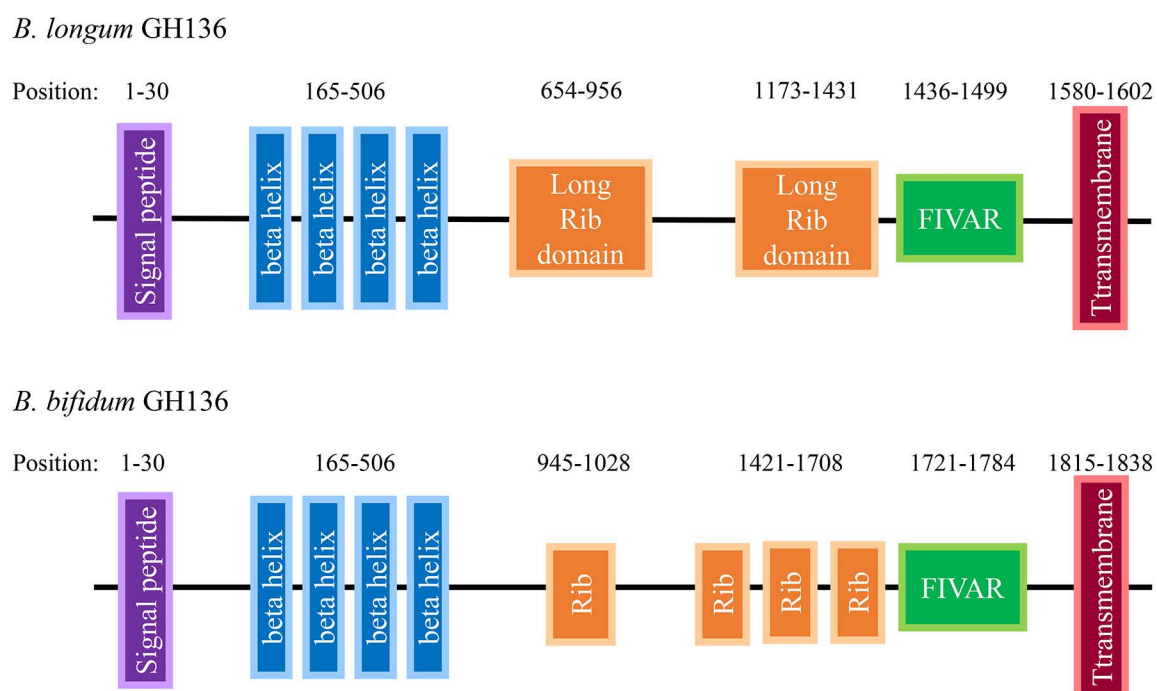 B. longum GH136
Position: 1-30 165-506 654-956 1173-1431 1436-1499 1580-1602
Signal peptide
beta helix
beta helix
beta helix
beta helix
Long
Rib
domain
Long
Rib
domain
FIVAR
Ttransmembrane
B. bifidum GH136
Position: 1-30 165-506 945-1028 1421-1708 1721-1784 1815-1838
Signal peptide
beta helix
beta helix
beta helix
beta helix
Rib
Rib
Rib
Rib
FIVAR
Ttransmembrane